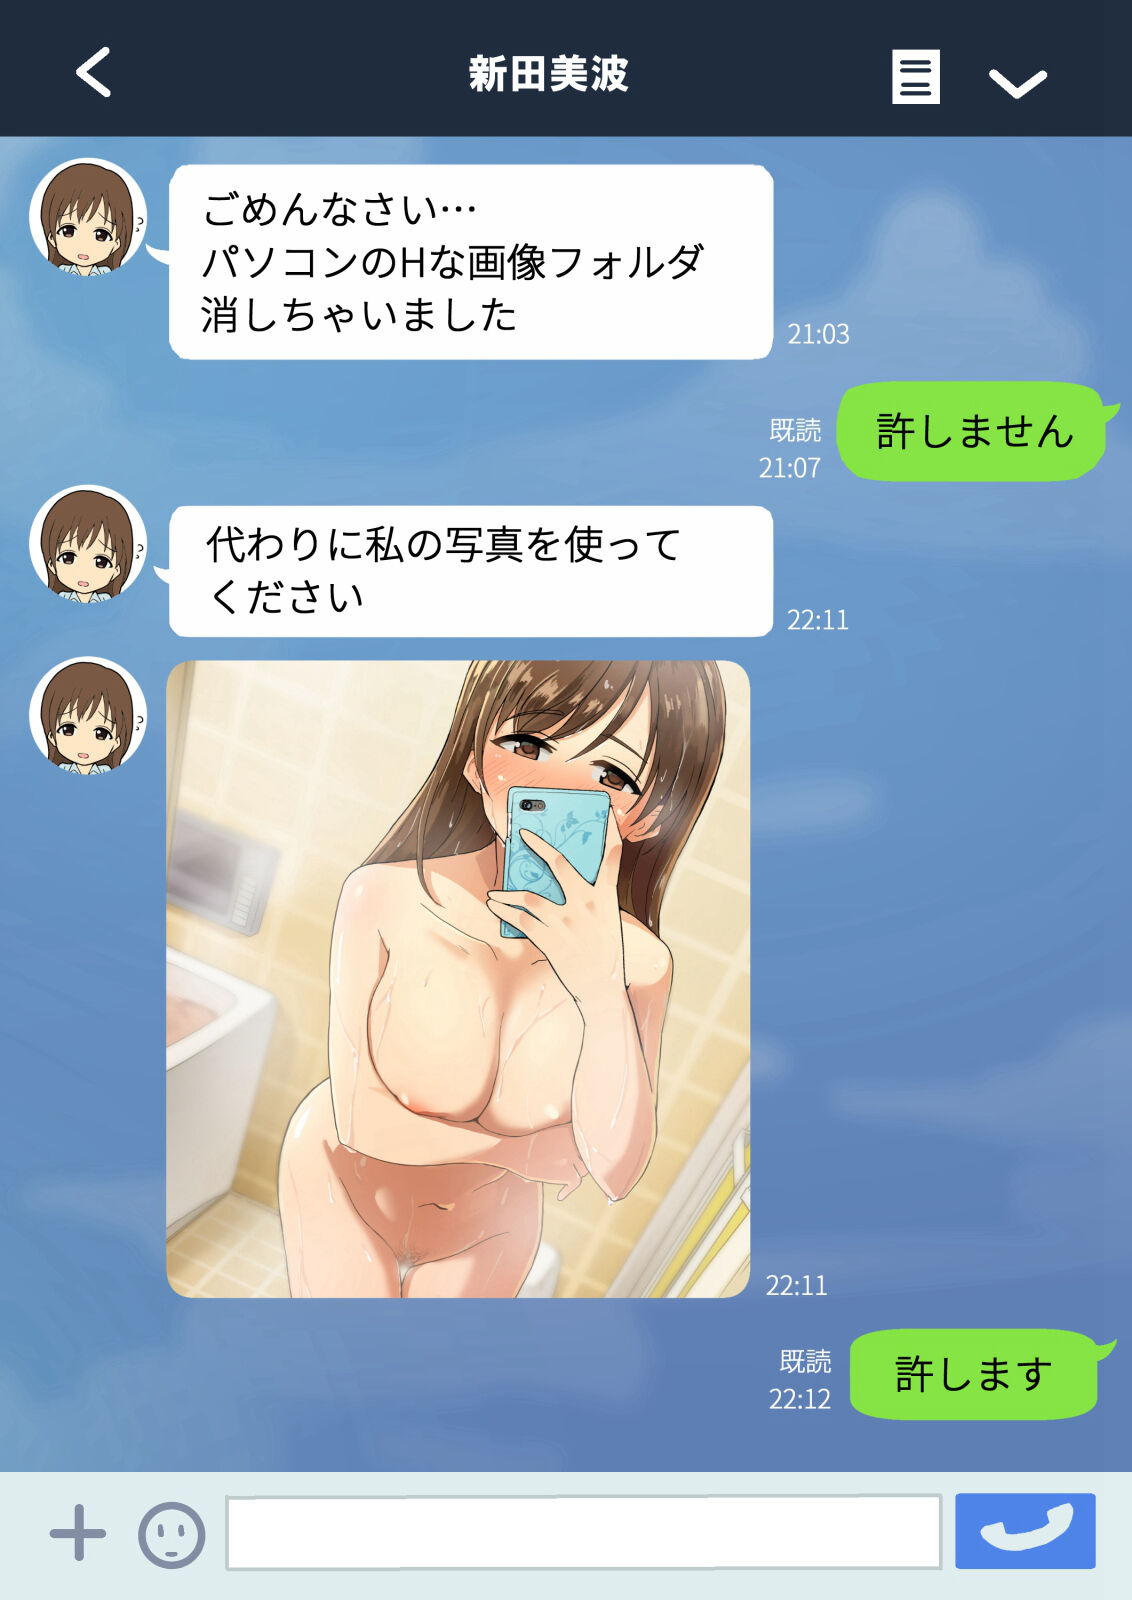 新田美波
ごめんなさい…
パソコンのHな画像フォルダ
消しちゃいました
21:03
許しません
既読
21:07
代わりに私の写真を使って
ください
22:11
22:11
許します
既読
22:12